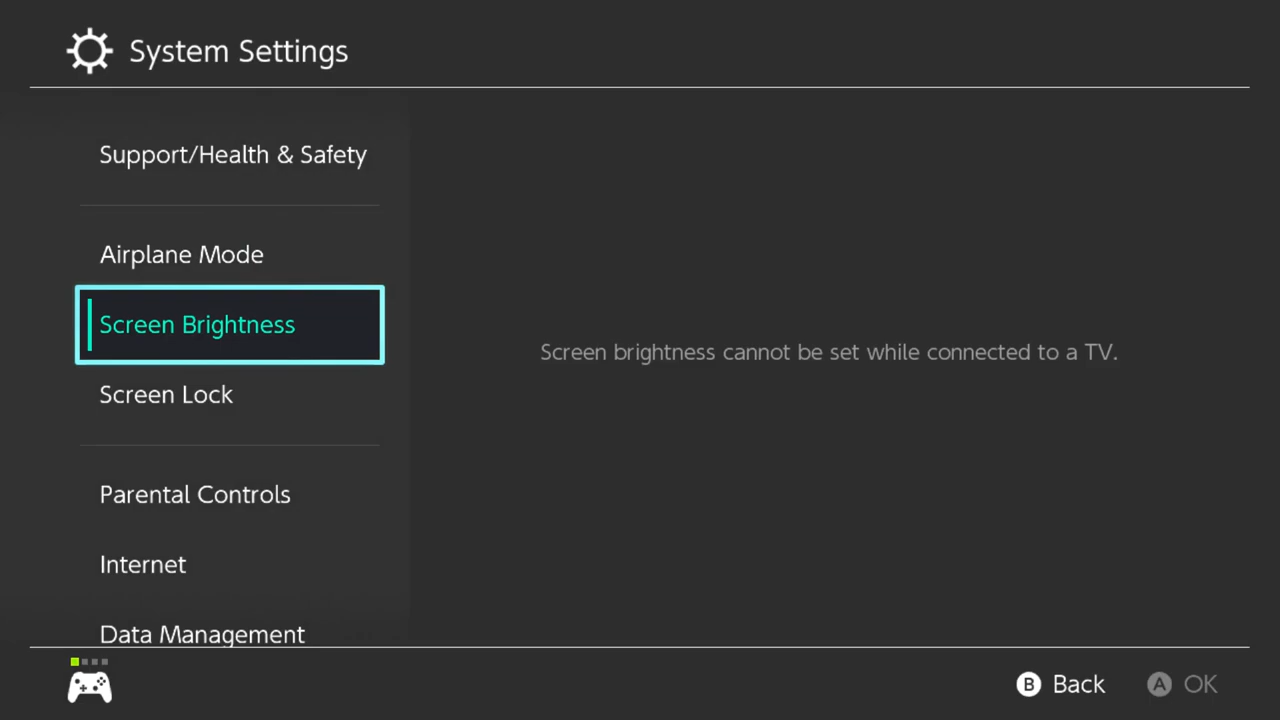 System Settings
Support/Health & Safety
Airplane Mode
Screen Brightness
Screen brightness cannot be set while connected to a TV.
Screen Lock
Parental Controls
Internet
Data Management
B Back
A OK